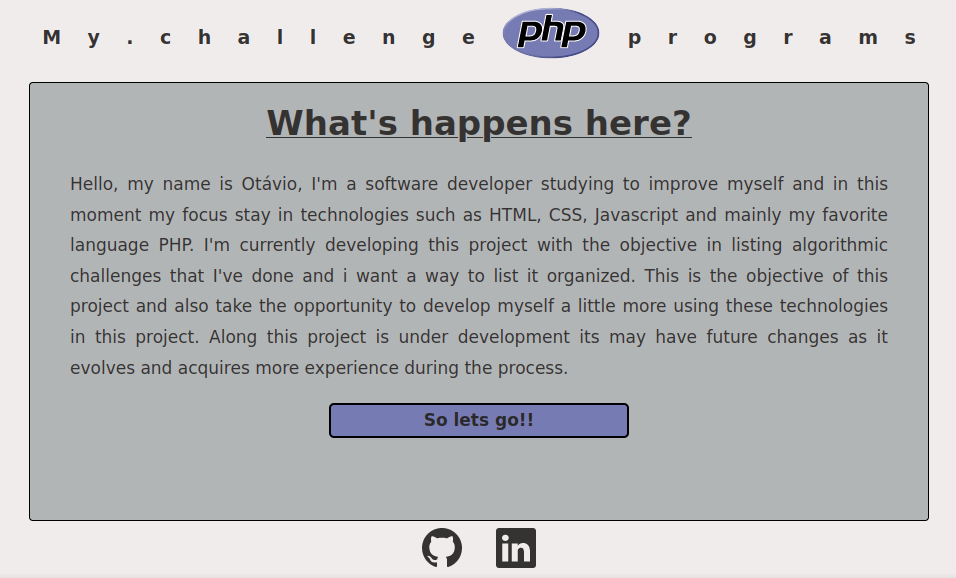 M y . c h a l l e n g e php p r o g r a m s
What's happens here?
Hello, my name is Otávio, I'm a software developer studying to improve myself and in this
moment my focus stay in technologies such as HTML, CSS, Javascript and mainly my favorite
language PHP. I'm currently developing this project with the objective in listing algorithmic
challenges that I've done and i want a way to list it organized. This is the objective of this
project and also take the opportunity to develop myself a little more using these technologies
in this project. Along this project is under development its may have future changes as it
evolves and acquires more experience during the process.
So lets go!!
in